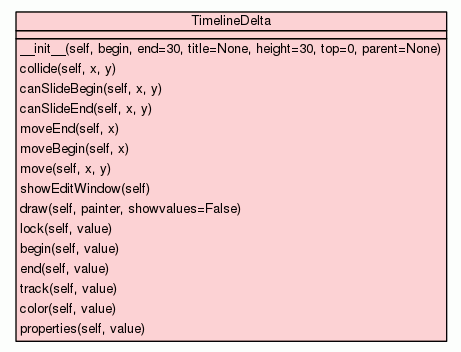 TimelineDelta
__init__(self, begin, end=30, title=None, height=30, top=0, parent=None)
collide(self, x, y)
canSlideBegin(self, x, y)
canSlideEnd(self, x, y)
moveEnd(self, x)
moveBegin(self, x)
move(self, x, y)
showEditWindow(self)
draw(self, painter, showvalues=False)
lock(self, value)
begin(self, value)
end(self, value)
track(self, value)
color(self, value)
properties(self, value)